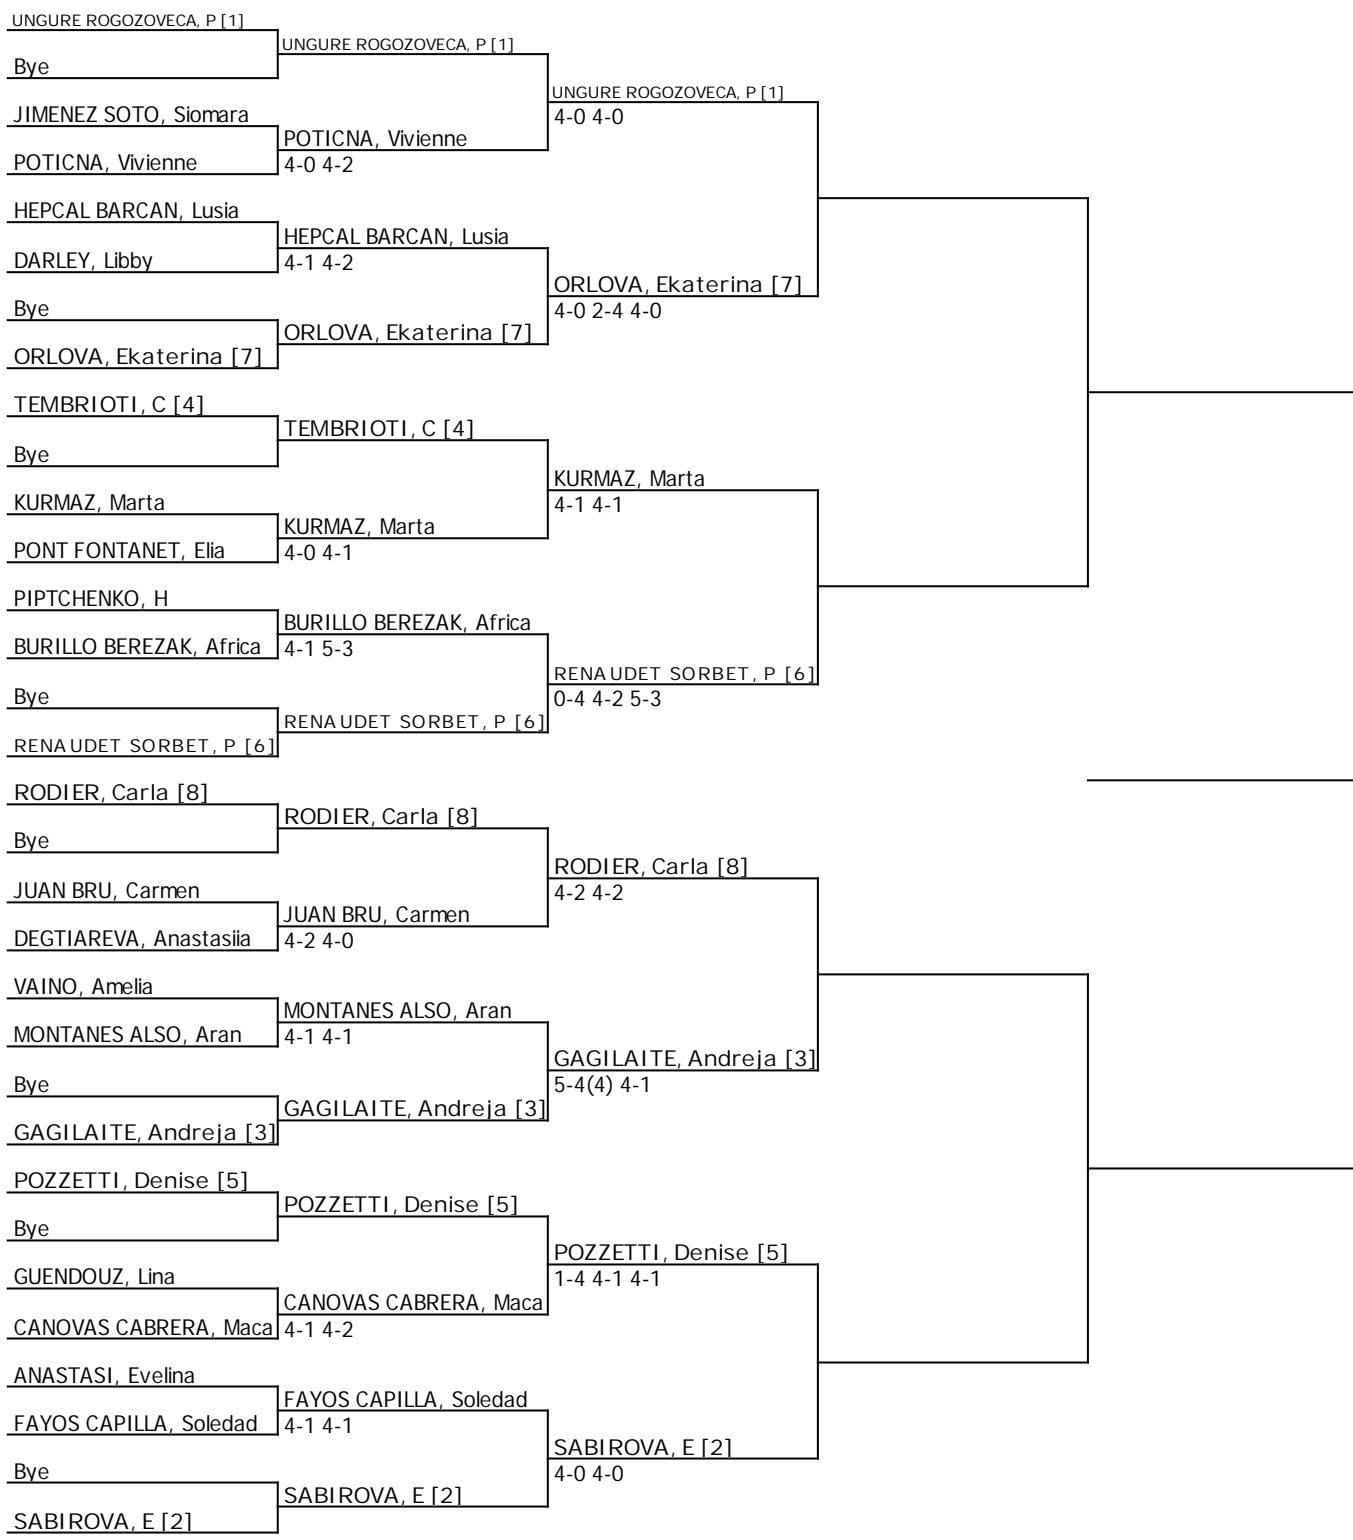 UNGURE ROGOZOVECA, P [1]
UNGURE ROGOZOVECA, P [1]
Bye
UNGURE ROGOZOVECA, P [1]
JIMENEZ SOTO, Siomara
4-0 4-0
POTICNA, Vivienne
POTICNA, Vivienne
4-0 4-2
HEPCAL BARCAN, Lusia
HEPCAL BARCAN, Lusia
DARLEY, Libby
4-1 4-2
ORLOVA, Ekaterina [7]
Bye
4-0 2-4 4-0
ORLOVA, Ekaterina [7]
ORLOVA, Ekaterina [7]
TEMBRIOTI, C [4]
TEMBRIOTI, C [4]
Bye
KURMAZ, Marta
KURMAZ, Marta
4-1 4-1
KURMAZ, Marta
PONT FONTANET, Elia
4-0 4-1
PIPTCHENKO, H
BURILLO BEREZAK, Africa
BURILLO BEREZAK, Africa
4-1 5-3
RENAUDET SORBET, P [6]
Bye
0-4 4-2 5-3
RENAUDET SORBET, P [6]
RENAUDET SORBET, P [6]
RODIER, Carla [8]
RODIER, Carla [8]
Bye
RODIER, Carla [8]
JUAN BRU, Carmen
4-2 4-2
JUAN BRU, Carmen
DEGTIAREVA, Anastasiia
4-2 4-0
VAINO, Amelia
MONTANES ALSO, Aran
MONTANES ALSO, Aran
4-1 4-1
GAGILAITE, Andreja [3]
Bye
5-4(4) 4-1
GAGILAITE, Andreja [3]
GAGILAITE, Andreja [3]
POZZETTI, Denise [5]
POZZETTI, Denise [5]
Bye
POZZETTI, Denise [5]
GUENDOUZ, Lina
1-4 4-1 4-1
CANOVAS CABRERA, Maca
CANOVAS CABRERA, Maca
4-1 4-2
ANASTASI, Evelina
FAYOS CAPILLA, Soledad
FAYOS CAPILLA, Soledad
4-1 4-1
SABIROVA, E [2]
Bye
4-0 4-0
SABIROVA, E [2]
SABIROVA, E [2]